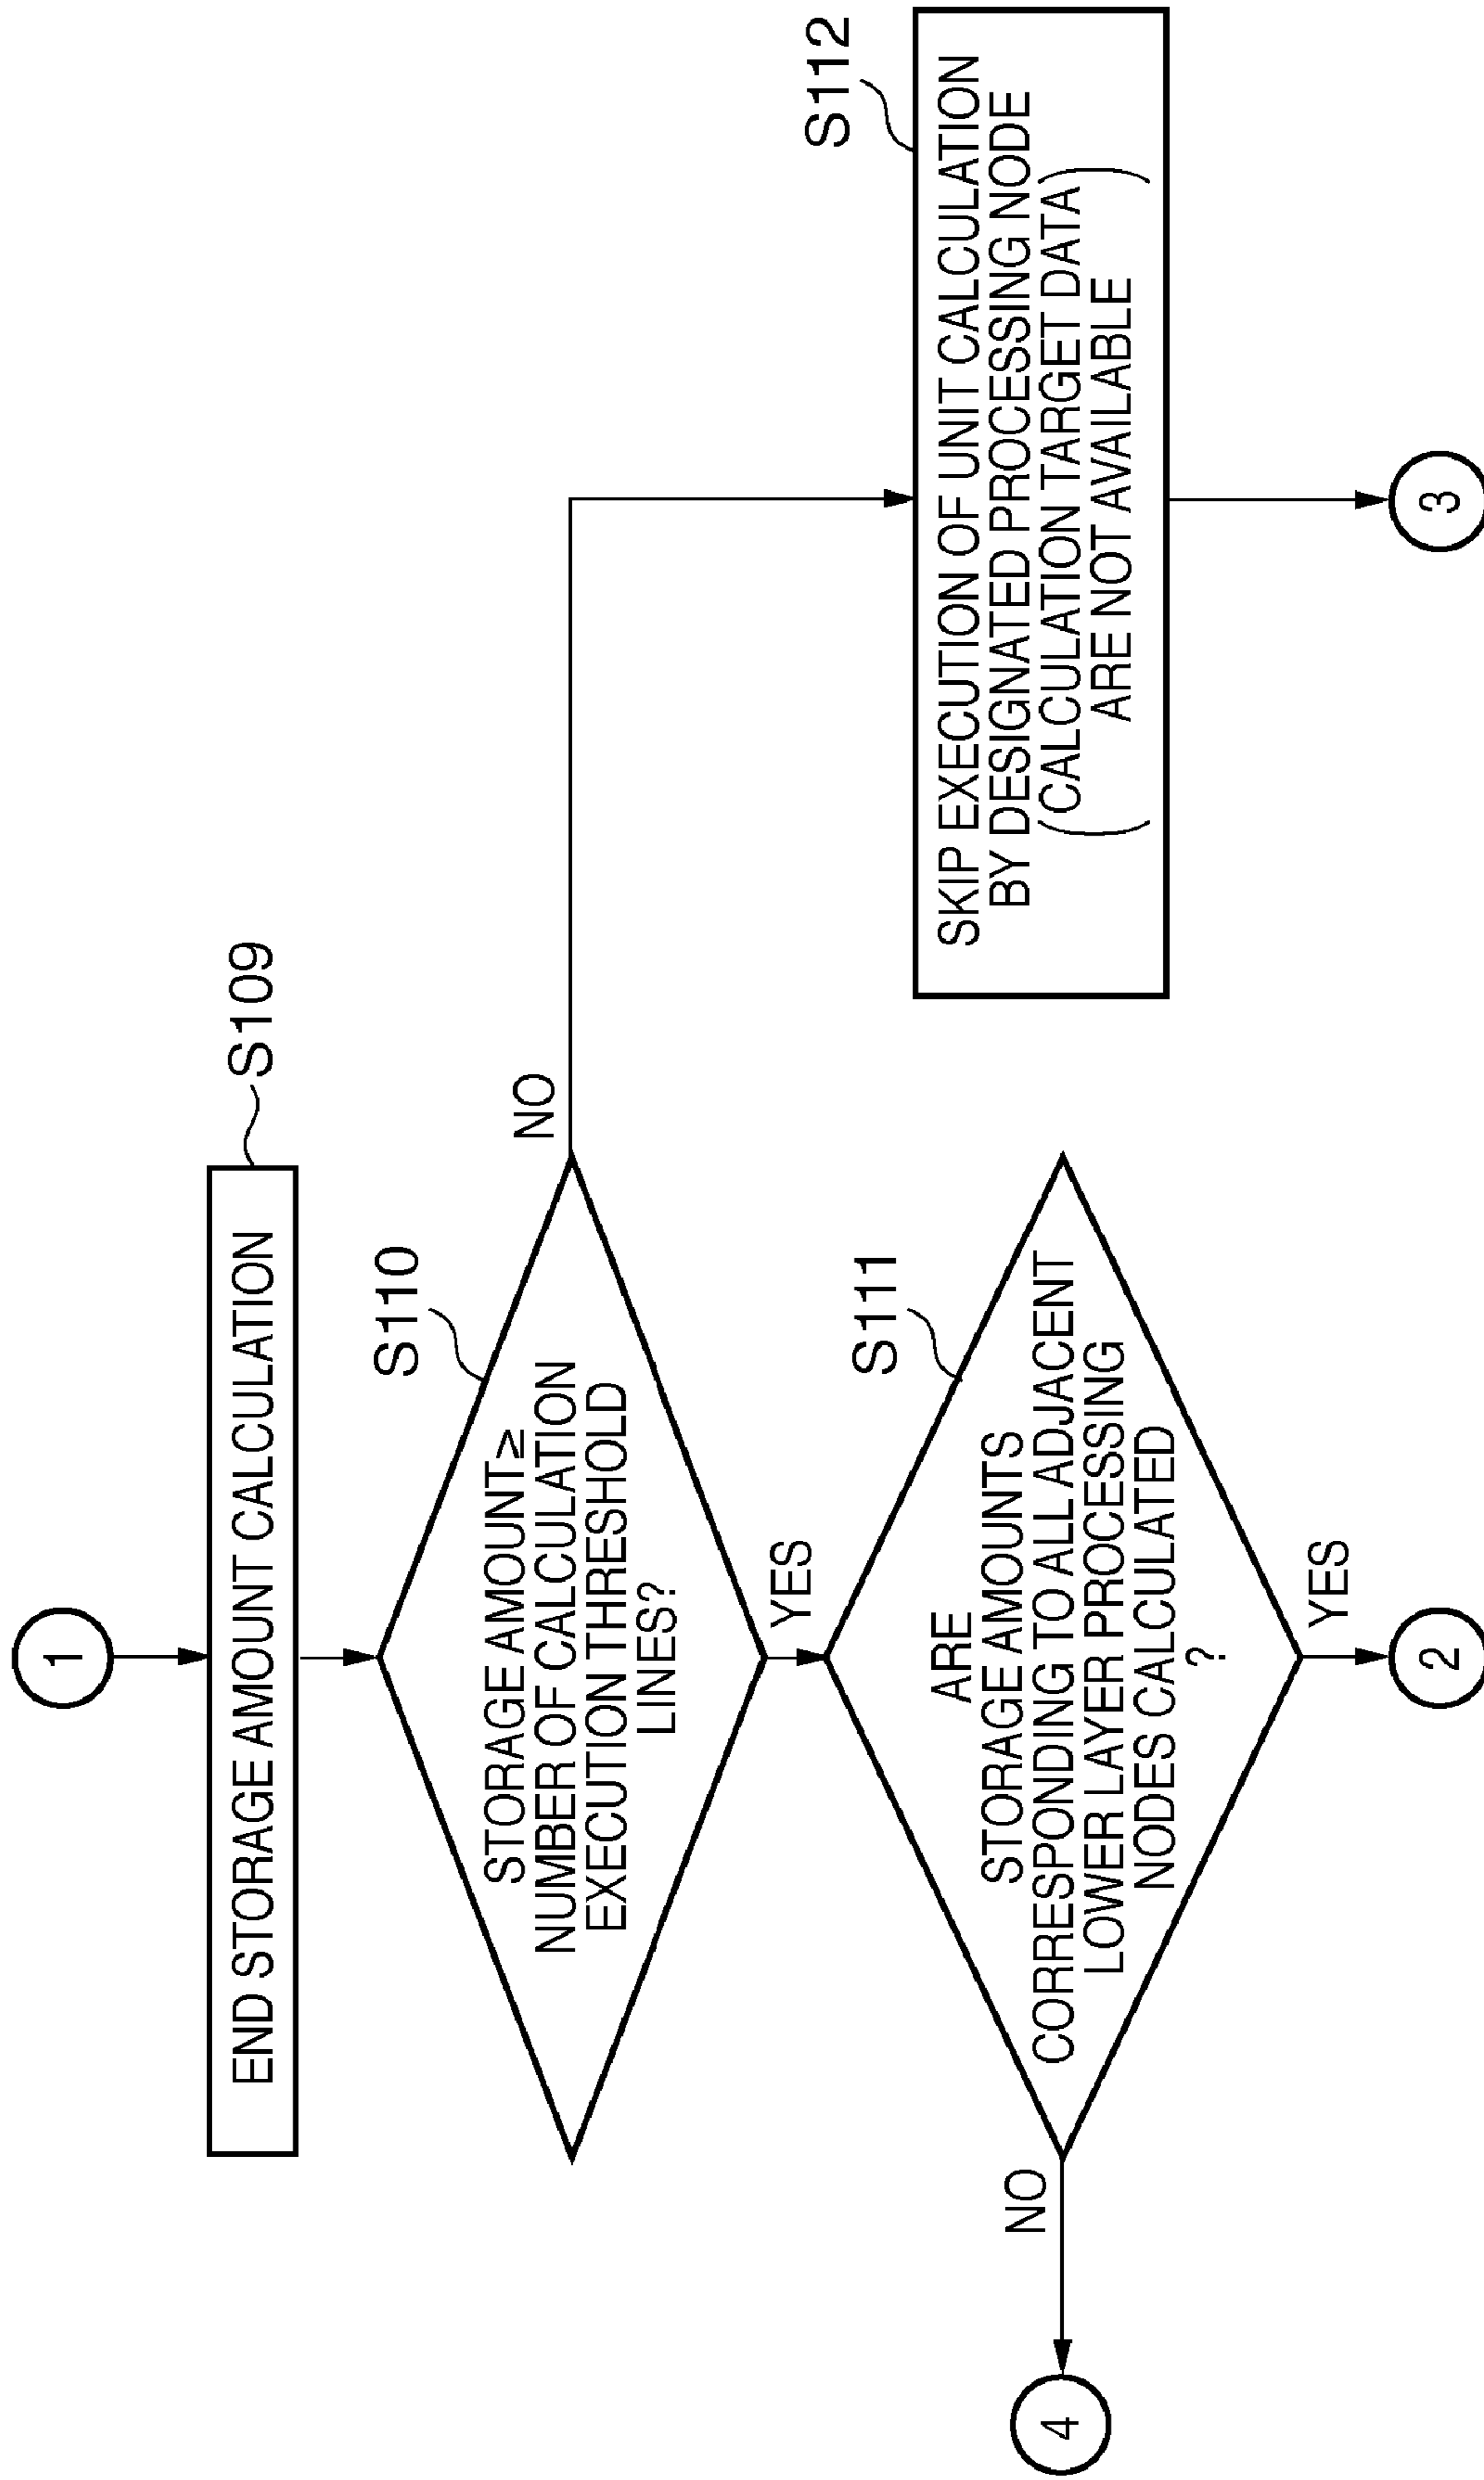 1
END STORAGE AMOUNT CALCULATION
S109
STORAGE AMOUNT≥
NUMBER OF CALCULATION
EXECUTION THRESHOLD
LINES?
S110
NO
YES
ARE
STORAGE AMOUNTS
CORRESPONDING TO ALL ADJACENT
LOWER LAYER PROCESSING
NODES CALCULATED
?
S111
NO
4
YES
2
SKIP EXECUTION OF UNIT CALCULATION
BY DESIGNATED PROCESSING NODE
(CALCULATION TARGET DATA
ARE NOT AVAILABLE)
S112
3